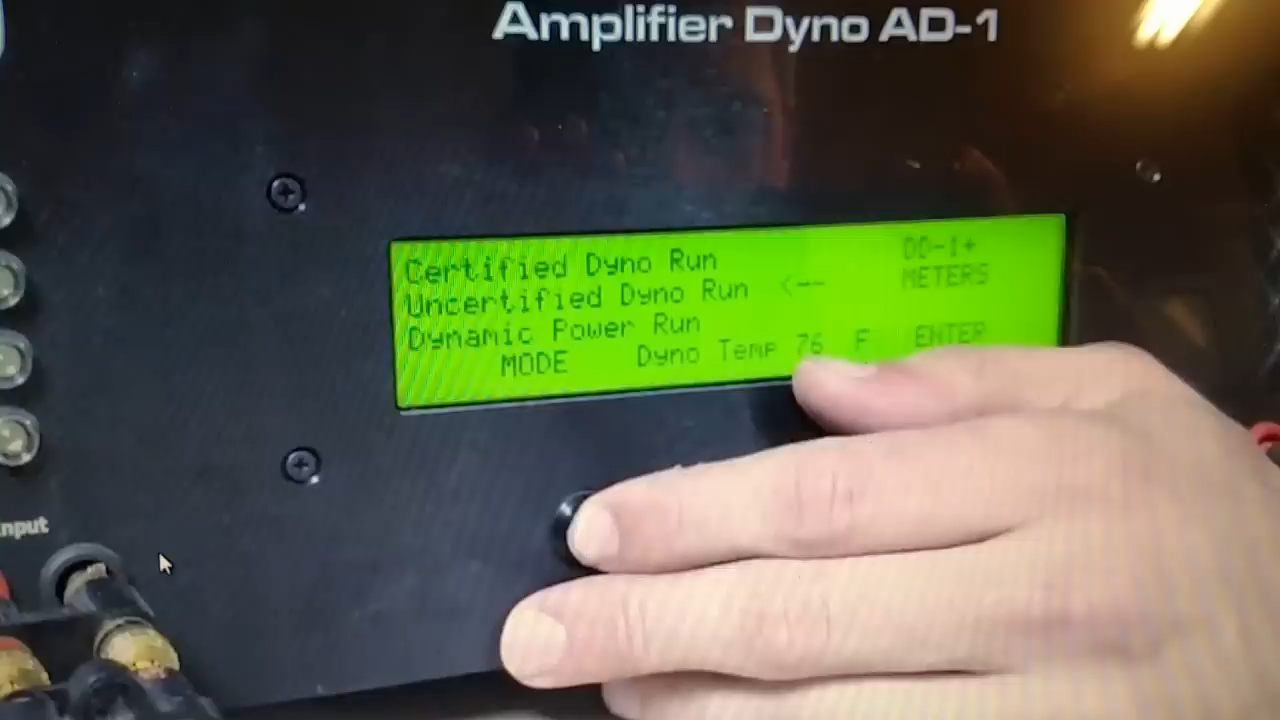 Amplifier Dyno AD-1
Certified Dyno Run DD-1+
Uncertified Dyno Run <-- METERS
Dynamic Power Run
MODE Dyno Temp 76 F ENTER
Input